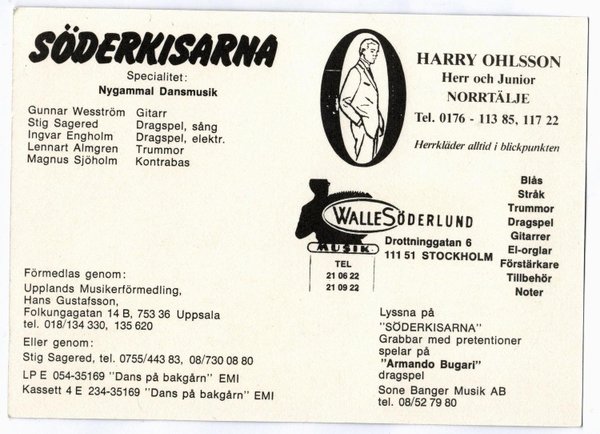 SÖDERKISARNA
Specialitet:
Nygammal Dansmusik
Gunnar Wesström Gitarr
Stig Sagered Dragspel, sång
Ingvar Engholm Dragspel, elektr.
Lennart Almgren Trummor
Magnus Sjöholm Kontrabas
Förmedlas genom:
Upplands Musikerförmedling,
Hans Gustafsson,
Folkungagatan 14 B, 753 36 Uppsala
tel. 018/134 330, 135 620
Eller genom:
Stig Sagered, tel. 0755/443 83, 08/730 08 80
LP E 054-35169 "Dans på bakgårn" EMI
Kassett 4 E 234-35169 "Dans på bakgårn" EMI
HARRY OHLSSON
Herr och Junior
NORRTÄLJE
Tel. 0176 - 113 85, 117 22
Herrkläder alltid i blickpunkten
WALLE SÖDERLUND
MUSIK
Drottninggatan 6
111 51 STOCKHOLM
TEL
21 06 22
21 09 22
Blås
Stråk
Trummor
Dragspel
Gitarrer
El-orglar
Förstärkare
Tillbehör
Noter
Lyssna på
"SÖDERKISARNA"
Grabbar med pretentioner
spelar på
"Armando Bugari"
dragspel
Sone Banger Musik AB
tel. 08/52 79 80